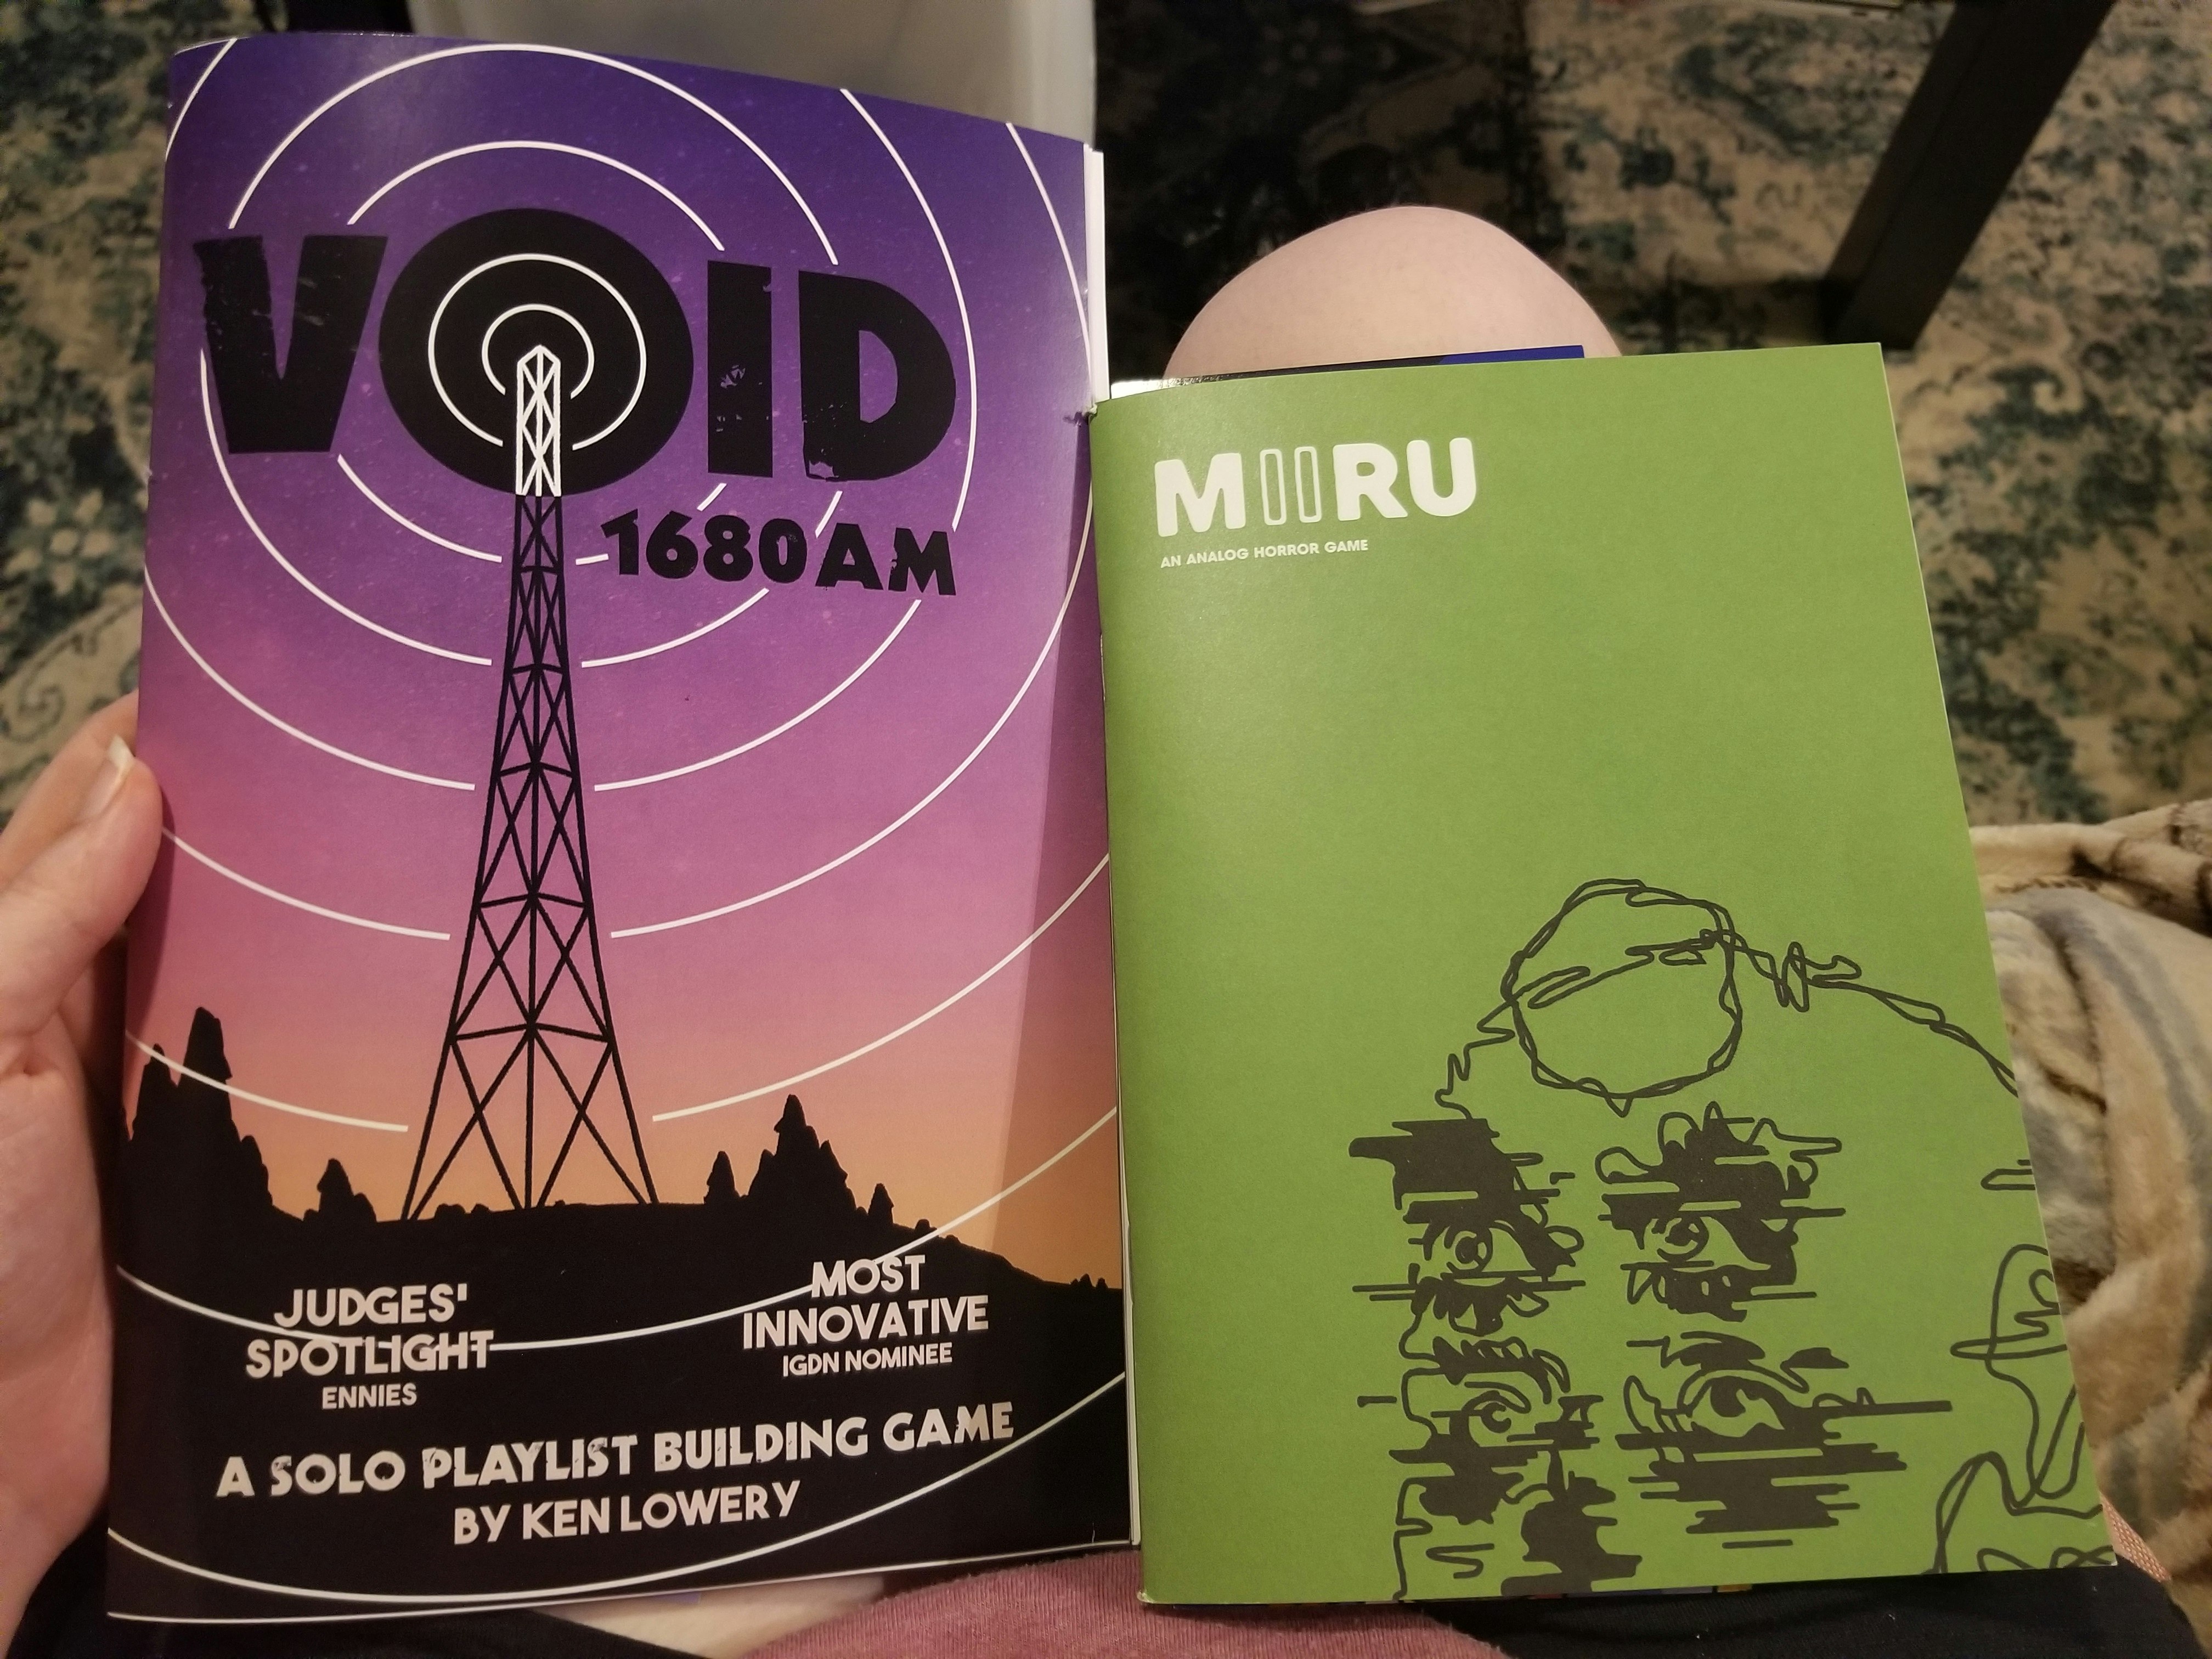 VOID
1680 AM
JUDGES'
SPOTLIGHT
ENNIES
MOST
INNOVATIVE
IGDN NOMINEE
A SOLO PLAYLIST BUILDING GAME
BY KEN LOWERY
MIIRU
AN ANALOG HORROR GAME